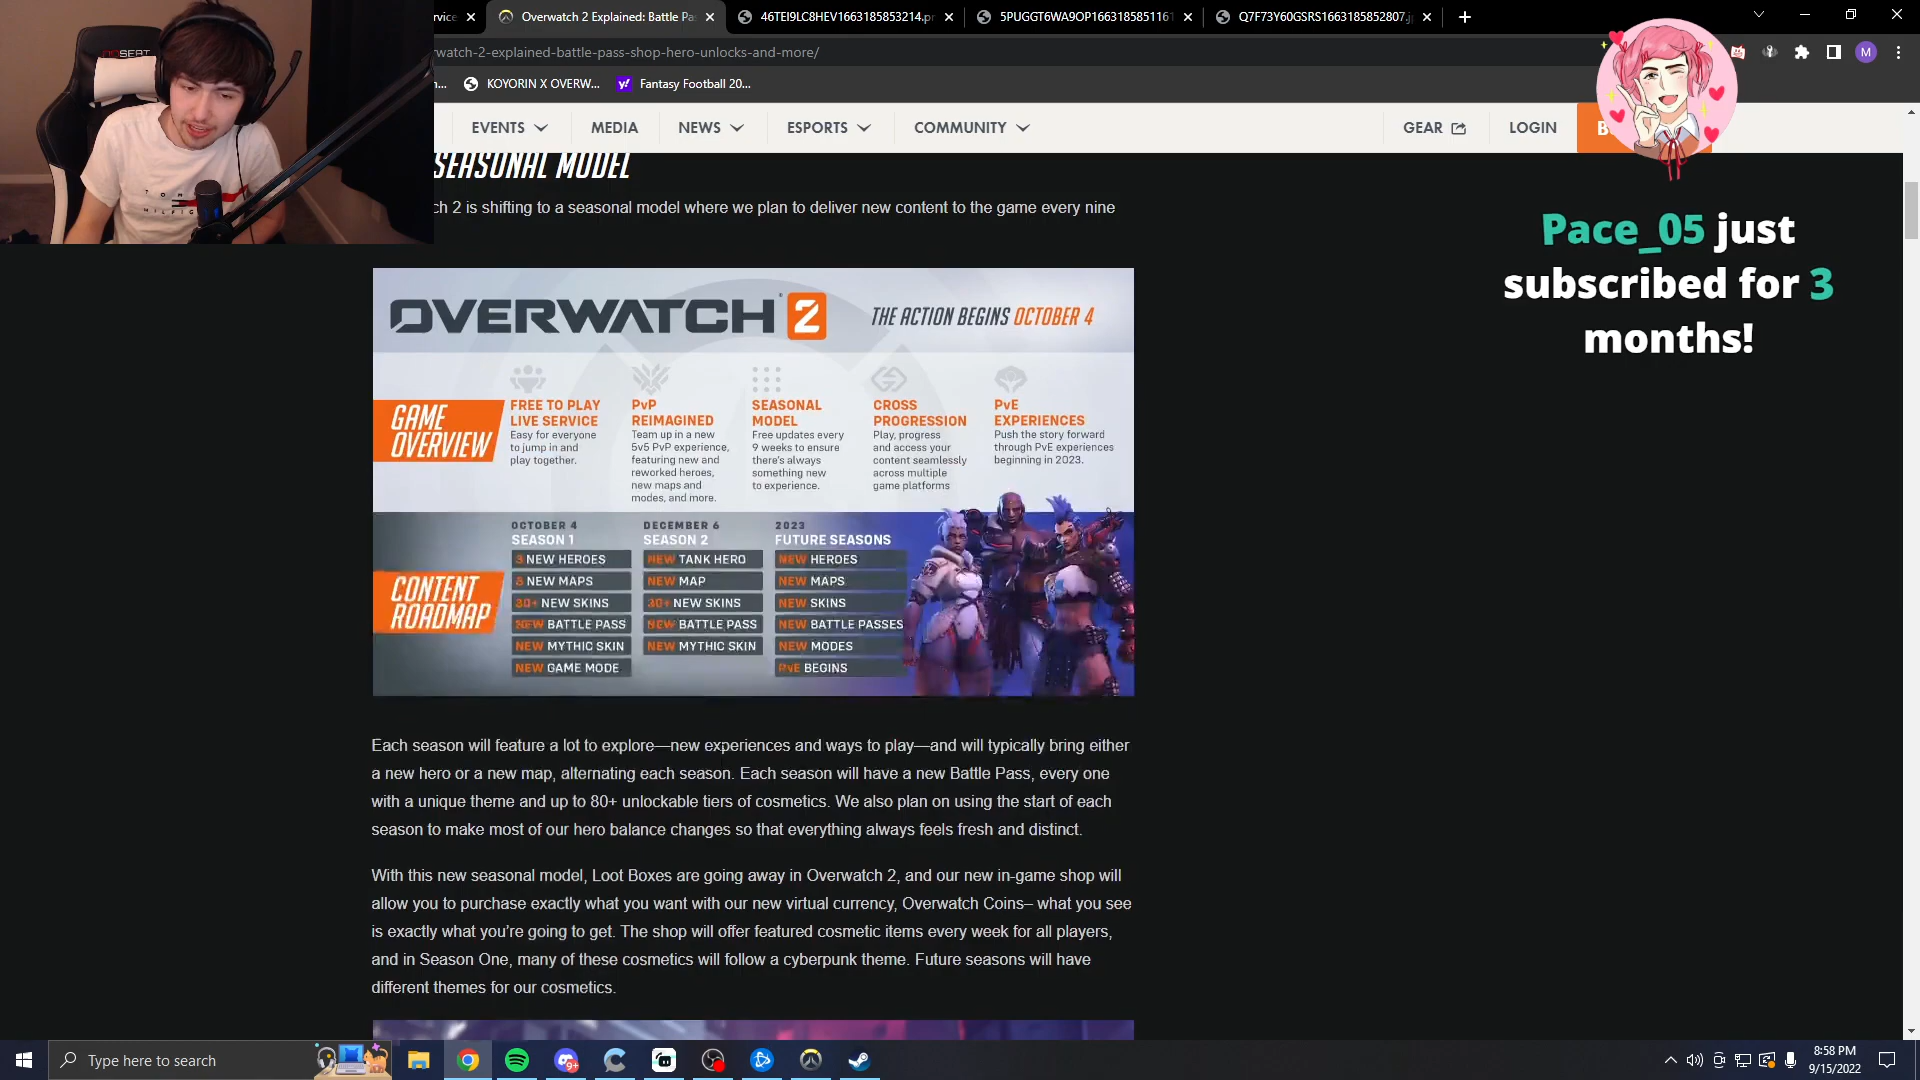 rvice
Overwatch 2 Explained: Battle Pa
46TEI9LC8HEV1663185853214.pn
5PUGGT6WA9OP1663185851161
Q7F73Y60GSRS1663185852807.j
rwatch-2-explained-battle-pass-shop-hero-unlocks-and-more/
n...
KOYORIN X OVERW...
Fantasy Football 20...
M
EVENTS
MEDIA
NEWS
ESPORTS
COMMUNITY
GEAR
LOGIN
SEASONAL MODEL
ch 2 is shifting to a seasonal model where we plan to deliver new content to the game every nine
OVERWATCH 2
THE ACTION BEGINS OCTOBER 4
GAME
OVERVIEW
FREE TO PLAY
LIVE SERVICE
Easy for everyone
to jump in and
play together.
PvP
REIMAGINED
Team up in a new
5v5 PvP experience,
featuring new and
reworked heroes,
new maps and
modes, and more.
SEASONAL
MODEL
Free updates every
9 weeks to ensure
there's always
something new
to experience.
CROSS
PROGRESSION
Play, progress
and access your
content seamlessly
across multiple
game platforms
PvE
EXPERIENCES
Push the story forward
through PvE experiences
beginning in 2023.
CONTENT
ROADMAP
OCTOBER 4
SEASON 1
3 NEW HEROES
NEW MAPS
30+ NEW SKINS
NEW BATTLE PASS
NEW MYTHIC SKIN
NEW GAME MODE
DECEMBER 6
SEASON 2
NEW TANK HERO
NEW MAP
30+ NEW SKINS
NEW BATTLE PASS
NEW MYTHIC SKIN
2023
FUTURE SEASONS
NEW HEROES
NEW MAPS
NEW SKINS
NEW BATTLE PASSES
NEW MODES
PvE BEGINS
Each season will feature a lot to explore—new experiences and ways to play—and will typically bring either
a new hero or a new map, alternating each season. Each season will have a new Battle Pass, every one
with a unique theme and up to 80+ unlockable tiers of cosmetics. We also plan on using the start of each
season to make most of our hero balance changes so that everything always feels fresh and distinct.
With this new seasonal model, Loot Boxes are going away in Overwatch 2, and our new in-game shop will
allow you to purchase exactly what you want with our new virtual currency, Overwatch Coins– what you see
is exactly what you're going to get. The shop will offer featured cosmetic items every week for all players,
and in Season One, many of these cosmetics will follow a cyberpunk theme. Future seasons will have
different themes for our cosmetics.
Pace_05 just
subscribed for 3
months!
Type here to search
9+
8:58 PM
9/15/2022